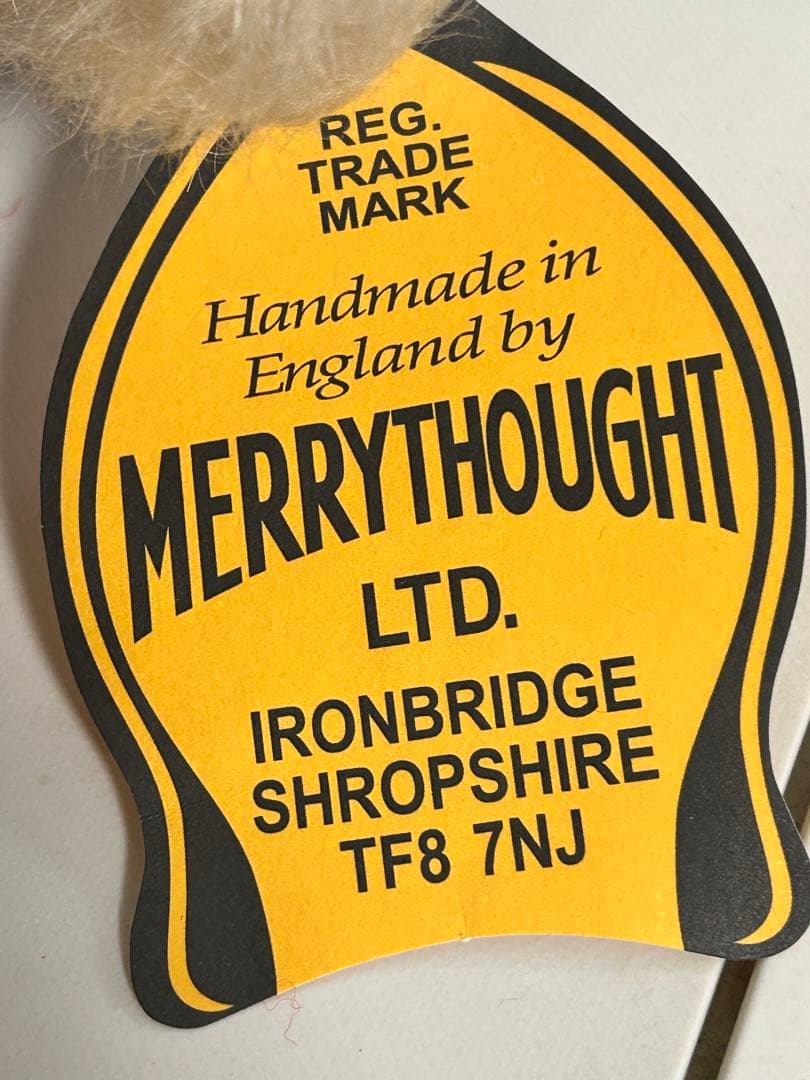 REG.
TRADE
MARK
Handmade in
England by
MERRYTHOUGHT
LTD.
IRONBRIDGE
SHROPSHIRE
TF8 7NJ